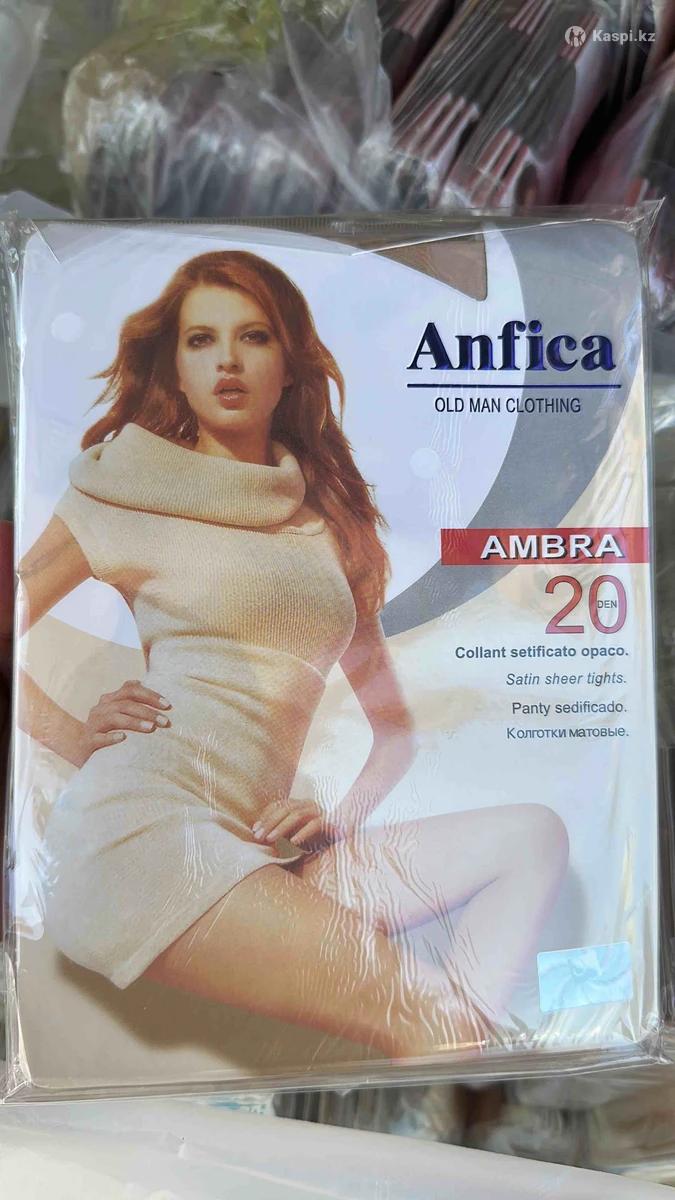 Kaspi.kz
Anfica
OLD MAN CLOTHING
AMBRA
20 DEN
Collant setificato opaco.
Satin sheer tights.
Panty sedificado.
Колготки матовые.